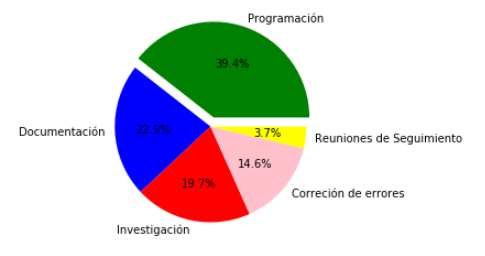 Programación
39.4%
Documentación
22.5%
3.7%
Reuniones de Seguimiento
14.6%
19.7%
Correción de errores
Investigación